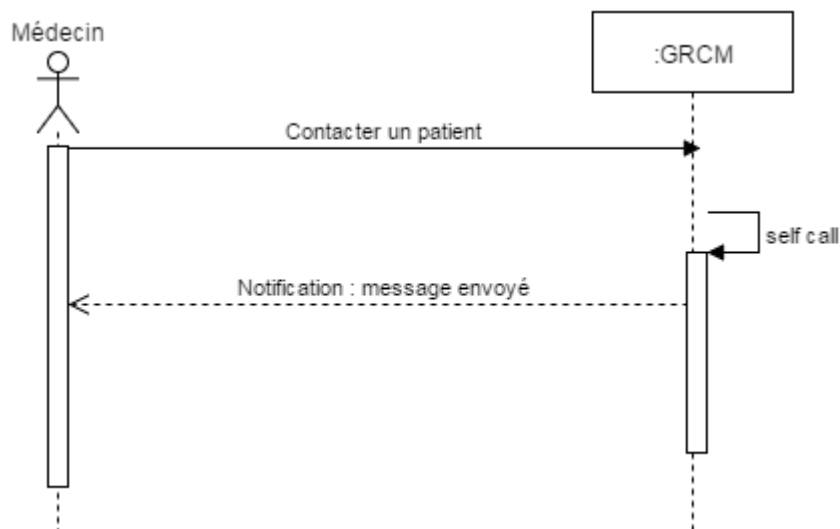 Médecin
:GRCM
Contacter un patient
self call
Notification : message envoyé